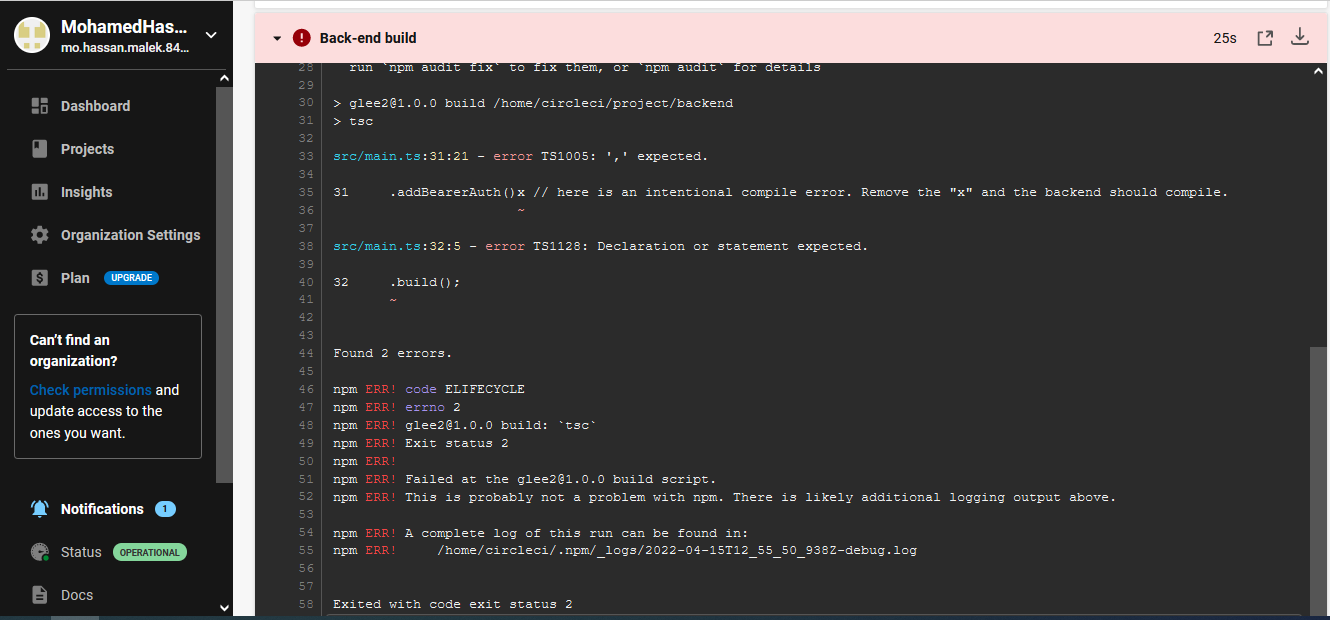 MohamedHas...
mo.hassan.malek.84...
Dashboard
Projects
Insights
Organization Settings
Plan UPGRADE
Can't find an
organization?
Check permissions and
update access to the
ones you want.
Notifications 1
Status OPERATIONAL
Docs
! Back-end build 25s
28 run `npm audit fix` to fix them, or `npm audit` for details
29
30 > glee2@1.0.0 build /home/circleci/project/backend
31 > tsc
32
33 src/main.ts:31:21 - error TS1005: ',' expected.
34
35 31 .addBearerAuth()x // here is an intentional compile error. Remove the "x" and the backend should compile.
36 ~
37
38 src/main.ts:32:5 - error TS1128: Declaration or statement expected.
39
40 32 .build();
41 ~
42
43
44 Found 2 errors.
45
46 npm ERR! code ELIFECYCLE
47 npm ERR! errno 2
48 npm ERR! glee2@1.0.0 build: `tsc`
49 npm ERR! Exit status 2
50 npm ERR!
51 npm ERR! Failed at the glee2@1.0.0 build script.
52 npm ERR! This is probably not a problem with npm. There is likely additional logging output above.
53
54 npm ERR! A complete log of this run can be found in:
55 npm ERR! /home/circleci/.npm/_logs/2022-04-15T12_55_50_938Z-debug.log
56
57
58 Exited with code exit status 2